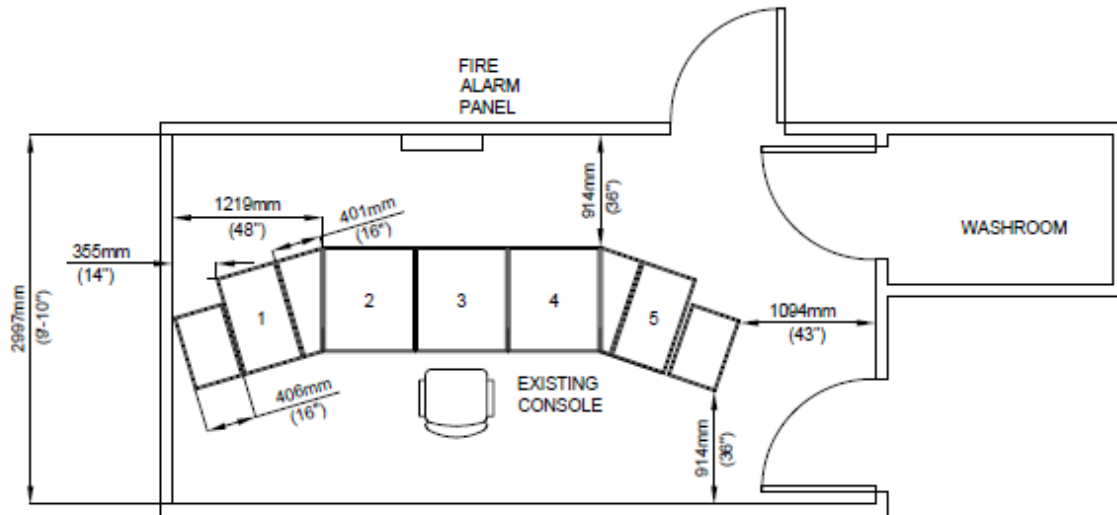 FIRE
ALARM
PANEL
1219mm
(48")
401mm
(16")
914mm
(36")
WASHROOM
355mm
(14")
2997mm
(9'-10")
1
2
3
4
5
1094mm
(43")
406mm
(16")
EXISTING
CONSOLE
914mm
(36")